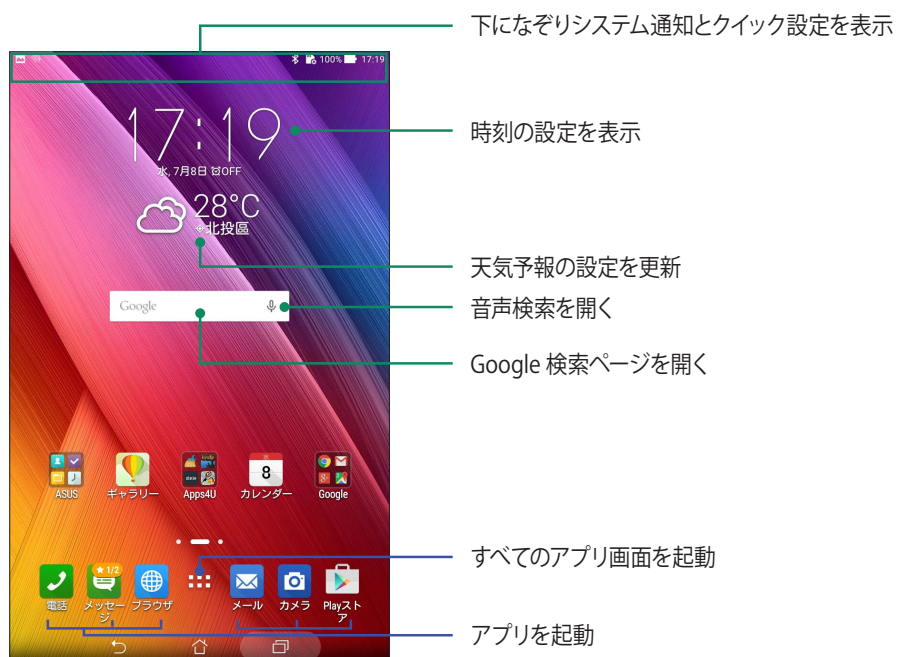 下になぞりシステム通知とクイック設定を表示
100% 17:19
17:19
時刻の設定を表示
水, 7月8日 OFF
28°C
北投區
天気予報の設定を更新
Google
音声検索を開く
Google 検索ページを開く
8
ASUS ギャラリー Apps4U カレンダー Google
すべてのアプリ画面を起動
★1/2
電話 メッセー ブラウザ メール カメラ Playスト
ジ ア
アプリを起動